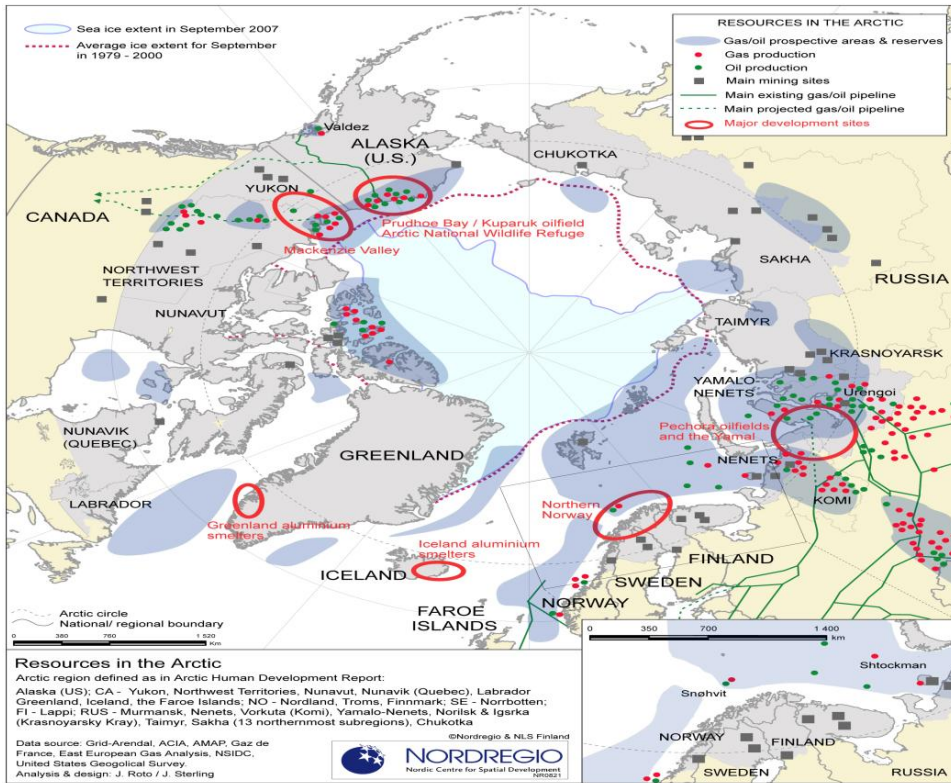 Sea ice extent in September 2007
Average ice extent for September
in 1979 - 2000
RESOURCES IN THE ARCTIC
Gas/oil prospective areas & reserves
Gas production
Oil production
Main mining sites
Main existing gas/oil pipeline
Main projected gas/oil pipeline
Major development sites
Valdez
ALASKA
(U.S.)
CHUKOTKA
YUKON
CANADA
Prudhoe Bay / Kuparuk oilfield
Arctic National Wildlife Refuge
Mackenzie Valley
SAKHA
NORTHWEST
TERRITORIES
RUSSIA
NUNAVUT
TAIMYR
KRASNOYARSK
YAMALO
NENETS
Urengoi
Pechora oilfields
and the Yamal
NUNAVIK
(QUEBEC)
GREENLAND
NENETS
KOMI
LABRADOR
Northern
Norway
Greenland aluminium
smelters
Iceland aluminium
smelters
FINLAND
ICELAND
SWEDEN
FAROE
ISLANDS
NORWAY
Arctic circle
National/ regional boundary
0 380 760 1 520
Km
0 350 700 1 400
km
Shtockman
Snøhvit
NORWAY
FINLAND
SWEDEN
RUSSIA
Resources in the Arctic
Arctic region defined as in Arctic Human Development Report:
Alaska (US); CA - Yukon, Northwest Territories, Nunavut, Nunavik (Quebec), Labrador
Greenland, Iceland, the Faroe Islands; NO - Nordland, Troms, Finnmark; SE - Norbotten;
FI - Lappi; RUS - Murmansk, Nenets, Vorkuta (Komi), Yamalo-Nenets, Norilsk & Igsrka
(Krasnoyarsky Kray), Taimyr, Sakha (13 northernmost subregions), Chukotka
©Nordregio & NLS Finland
Data source: Grid-Arendal, ACIA, AMAP, Gaz de
France, East European Gas Analysis, NSIDC,
United States Geolocical Survey.
Analysis & design: J. Roto / J. Sterling
NORDREGIO
Nordic Centre for Spatial Development
NR0821